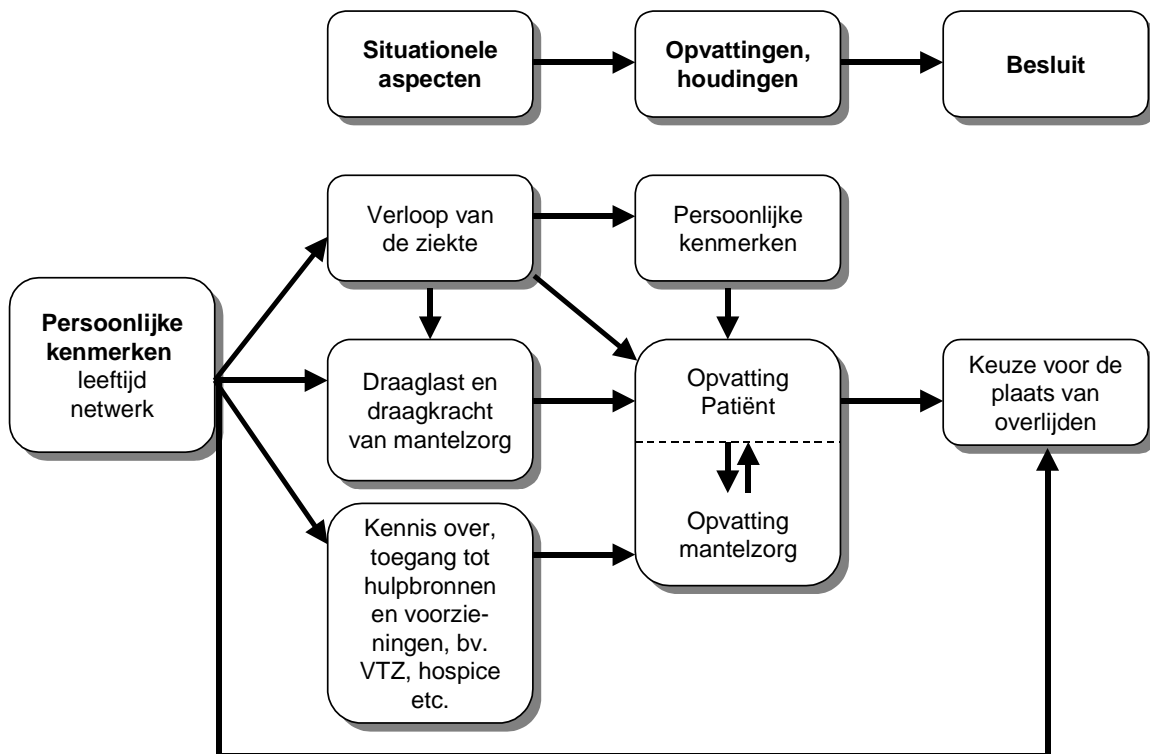 Situationele
aspecten
Opvattingen,
houdingen
Besluit
Verloop van
de ziekte
Persoonlijke
kenmerken
Persoonlijke
kenmerken
leeftijd
netwerk
Draaglast en
draagkracht
van mantelzorg
Opvatting
Patiënt
Keuze voor de
plaats van
overlijden
Opvatting
mantelzorg
Kennis over,
toegang tot
hulpbronnen
en voorzie-
ningen, bv.
VTZ, hospice
etc.